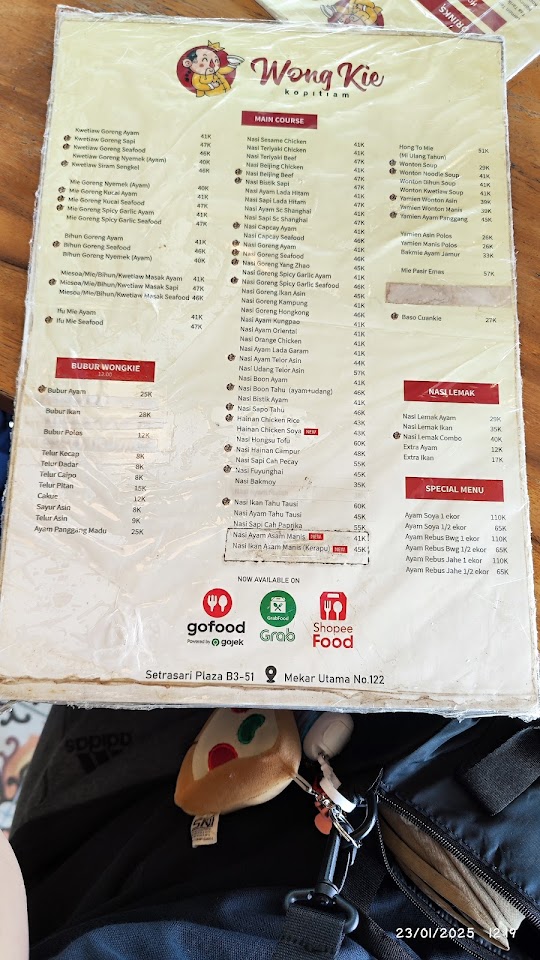 Wong Kie
kopitiam
DRINKS
MAIN COURSE
Kwetiaw Goreng Ayam 41K
Kwetiaw Goreng Sapi 47K
Kwetiaw Goreng Seafood 46K
Kwetiaw Goreng Nyemek (Ayam) 40K
Kwetiaw Siram Sengkel 46K
Mie Goreng Nyemek (Ayam) 40K
Mie Goreng Kucai Ayam 41K
Mie Goreng Kucai Seafood 47K
Mie Goreng Spicy Garlic Ayam 41K
Mie Goreng Spicy Garlic Seafood 47K
Bihun Goreng Ayam 41K
Bihun Goreng Seafood 46K
Bihun Goreng Nyemek (Ayam) 40K
Miesoa/Mie/Bihun/Kwetiaw Masak Ayam 41K
Miesoa/Mie/Bihun/Kwetiaw Masak Sapi 47K
Miesoa/Mie/Bihun/Kwetiaw Masak Seafood 46K
Ifu Mie Ayam 41K
Ifu Mie Seafood 47K
BUBUR WONGKIE
12.00
Bubur Ayam 25K
Bubur Ikan 28K
Bubur Polos 12K
Telur Kecap 8K
Telur Dadar 8K
Telur Ceipo 8K
Telur Pitan 15K
Cakue 12K
Sayur Asin 8K
Telur Asin 9K
Ayam Panggang Madu 25K
Nasi Sesame Chicken 41K
Nasi Teriyaki Chicken 41K
Nasi Teriyaki Beef 47K
Nasi Beijing Chicken 41K
Nasi Beijing Beef 47K
Nasi Bistik Sapi 47K
Nasi Ayam Lada Hitam 41K
Nasi Sapi Lada Hitam 47K
Nasi Ayam Sc Shanghai 41K
Nasi Sapi Sc Shanghai 47K
Nasi Capcay Ayam 41K
Nasi Capcay Seafood 46K
Nasi Goreng Ayam 41K
Nasi Goreng Seafood 46K
Nasi Goreng Yang Zhao 46K
Nasi Goreng Spicy Garlic Ayam 41K
Nasi Goreng Spicy Garlic Seafood 46K
Nasi Goreng Ikan Asin 45K
Nasi Goreng Kampung 41K
Nasi Goreng Hongkong 46K
Nasi Ayam Kungpao 41K
Nasi Ayam Oriental 41K
Nasi Orange Chicken 41K
Nasi Ayam Lada Garam 41K
Nasi Ayam Telor Asin 44K
Nasi Udang Telor Asin 57K
Nasi Boon Ayam 41K
Nasi Boon Tahu (ayam+udang) 46K
Nasi Bistik Ayam 41K
Nasi Sapo Tahu 46K
Hainan Chicken Rice 43K
Hainan Chicken Soya NEW 43K
Nasi Hongsu Tofu 60K
Nasi Hainan Campur 48K
Nasi Sapi Cah Pecay 55K
Nasi Fuyunghai 45K
Nasi Bakmoy 35K
Nasi Ikan Tahu Tausi 60K
Nasi Ayam Tahu Tausi 45K
Nasi Sapi Cah Paprika 55K
Nasi Ayam Asam Manis NEW 41K
Nasi Ikan Asam Manis (Kerapu) NEW 45K
Hong To Mie 51K
(Mi Ulang Tahun)
Wonton Soup 29K
Wonton Noodle Soup 41K
Wonton Bihun Soup 41K
Wonton Kwetiaw Soup 41K
Yamien Wonton Asin 39K
Yamien Wonton Manis 39K
Yamien Ayam Panggang 45K
Yamien Asin Polos 26K
Yamien Manis Polos 26K
Bakmie Ayam Jamur 33K
Mie Pasir Emas 57K
Baso Cuankie 27K
NASI LEMAK
Nasi Lemak Ayam 29K
Nasi Lemak Ikan 35K
Nasi Lemak Combo 40K
Extra Ayam 12K
Extra Ikan 17K
SPECIAL MENU
Ayam Soya 1 ekor 110K
Ayam Soya 1/2 ekor 65K
Ayam Rebus Bwg 1 ekor 110K
Ayam Rebus Bwg 1/2 ekor 65K
Ayam Rebus Jahe 1 ekor 110K
Ayam Rebus Jahe 1/2 ekor 65K
NOW AVAILABLE ON
gofood
Powered by gojek
GrabFood
Grab
Shopee
Food
Setrasari Plaza B3-51 Mekar Utama No.122
adidas
SNI
23/01/2025 12:19